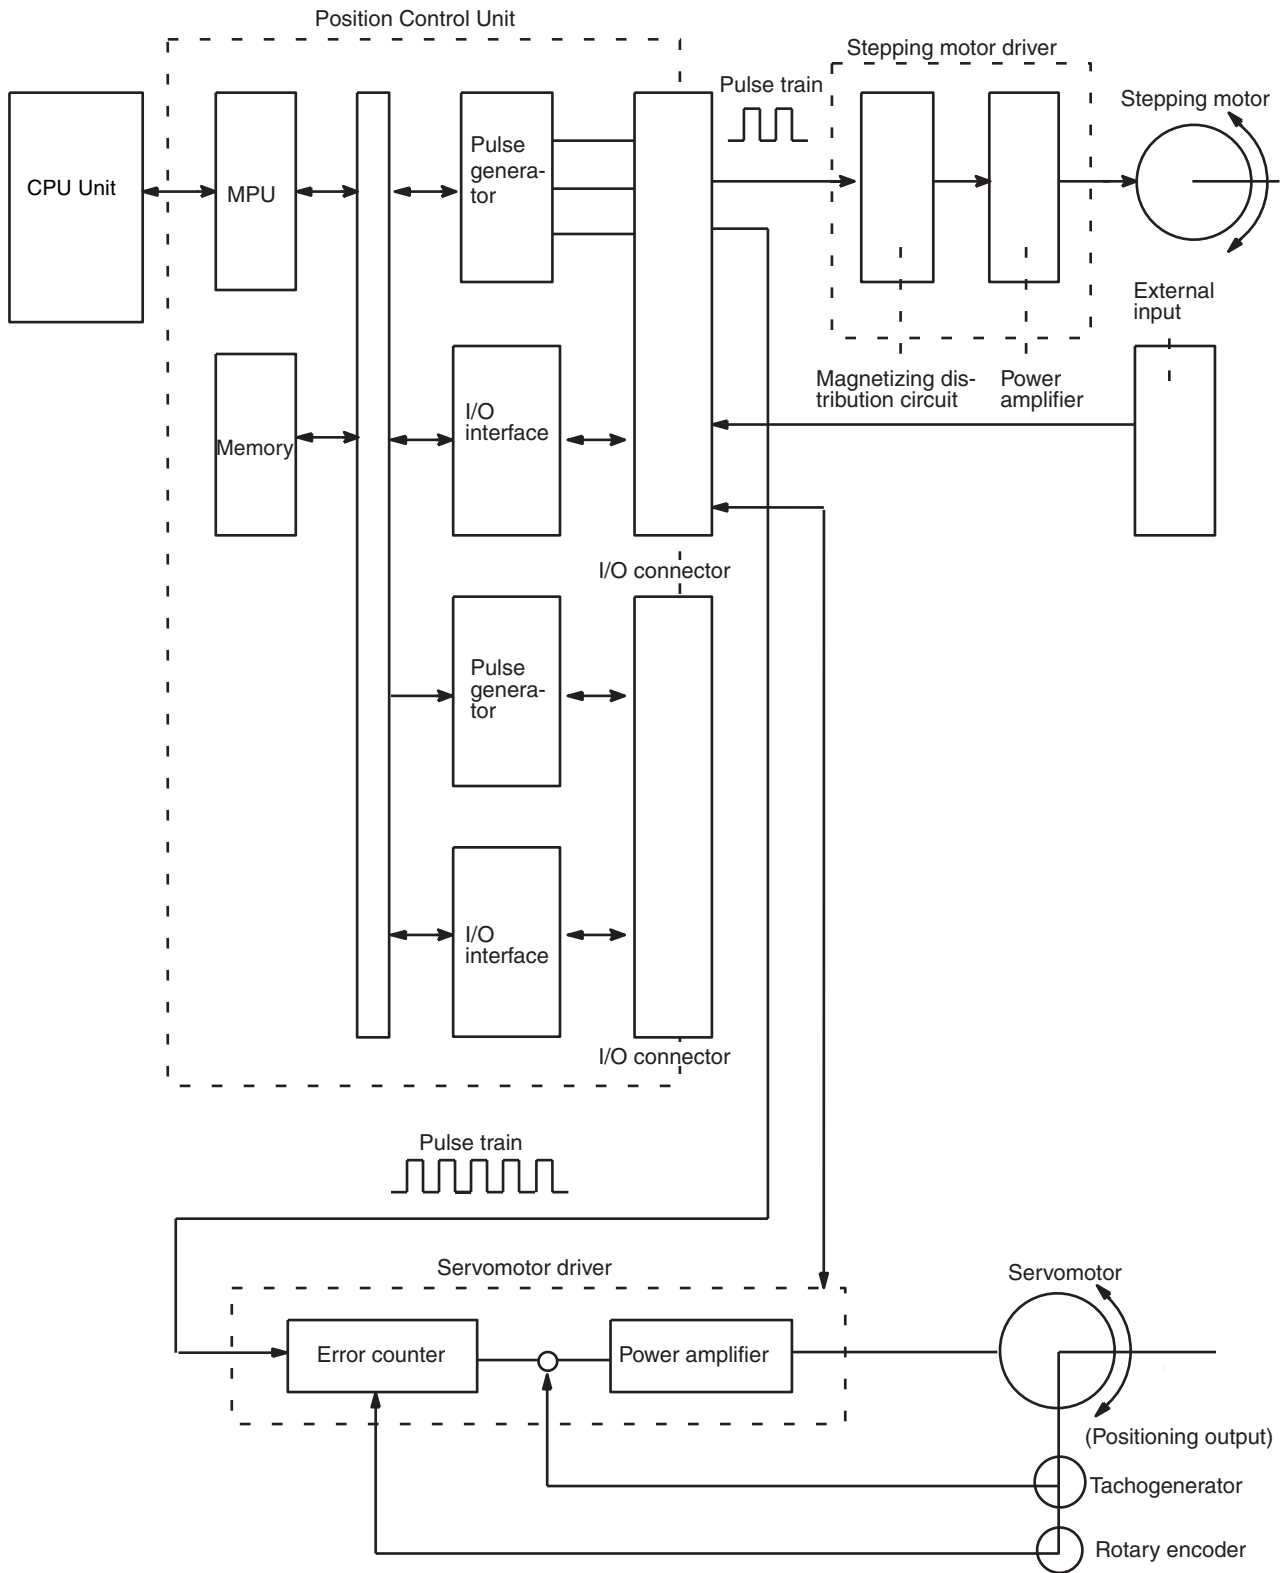 Position Control Unit
Stepping motor driver
Pulse train
Stepping motor
CPU Unit
MPU
Pulse
genera-
tor
External
input
Magnetizing dis-
tribution circuit
Power
amplifier
Memory
I/O
interface
I/O connector
Pulse
genera-
tor
I/O
interface
I/O connector
Pulse train
Servomotor driver
Servomotor
Error counter
Power amplifier
(Positioning output)
Tachogenerator
Rotary encoder